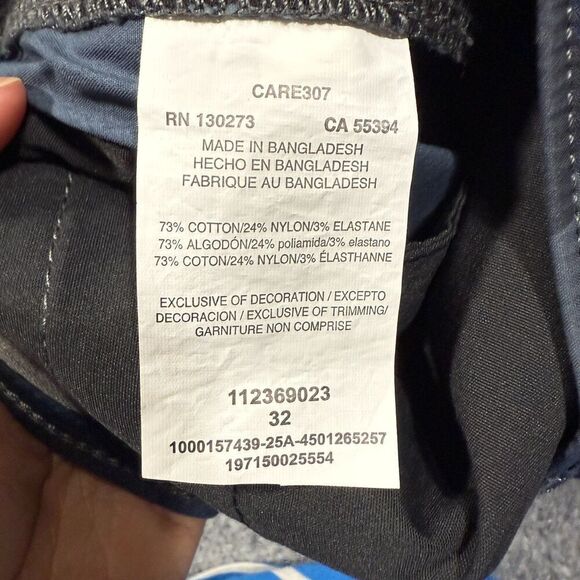 CARE307
RN 130273 CA 55394
MADE IN BANGLADESH
HECHO EN BANGLADESH
FABRIQUE AU BANGLADESH
73% COTTON/24% NYLON/3% ELASTANE
73% ALGODÓN/24% poliamida/3% elastano
73% COTON/24% NYLON/3% ÉLASTHANNE
EXCLUSIVE OF DECORATION / EXCEPTO
DECORACION / EXCLUSIVE OF TRIMMING/
GARNITURE NON COMPRISE
112369023
32
1000157439-25A-4501265257
197150025554